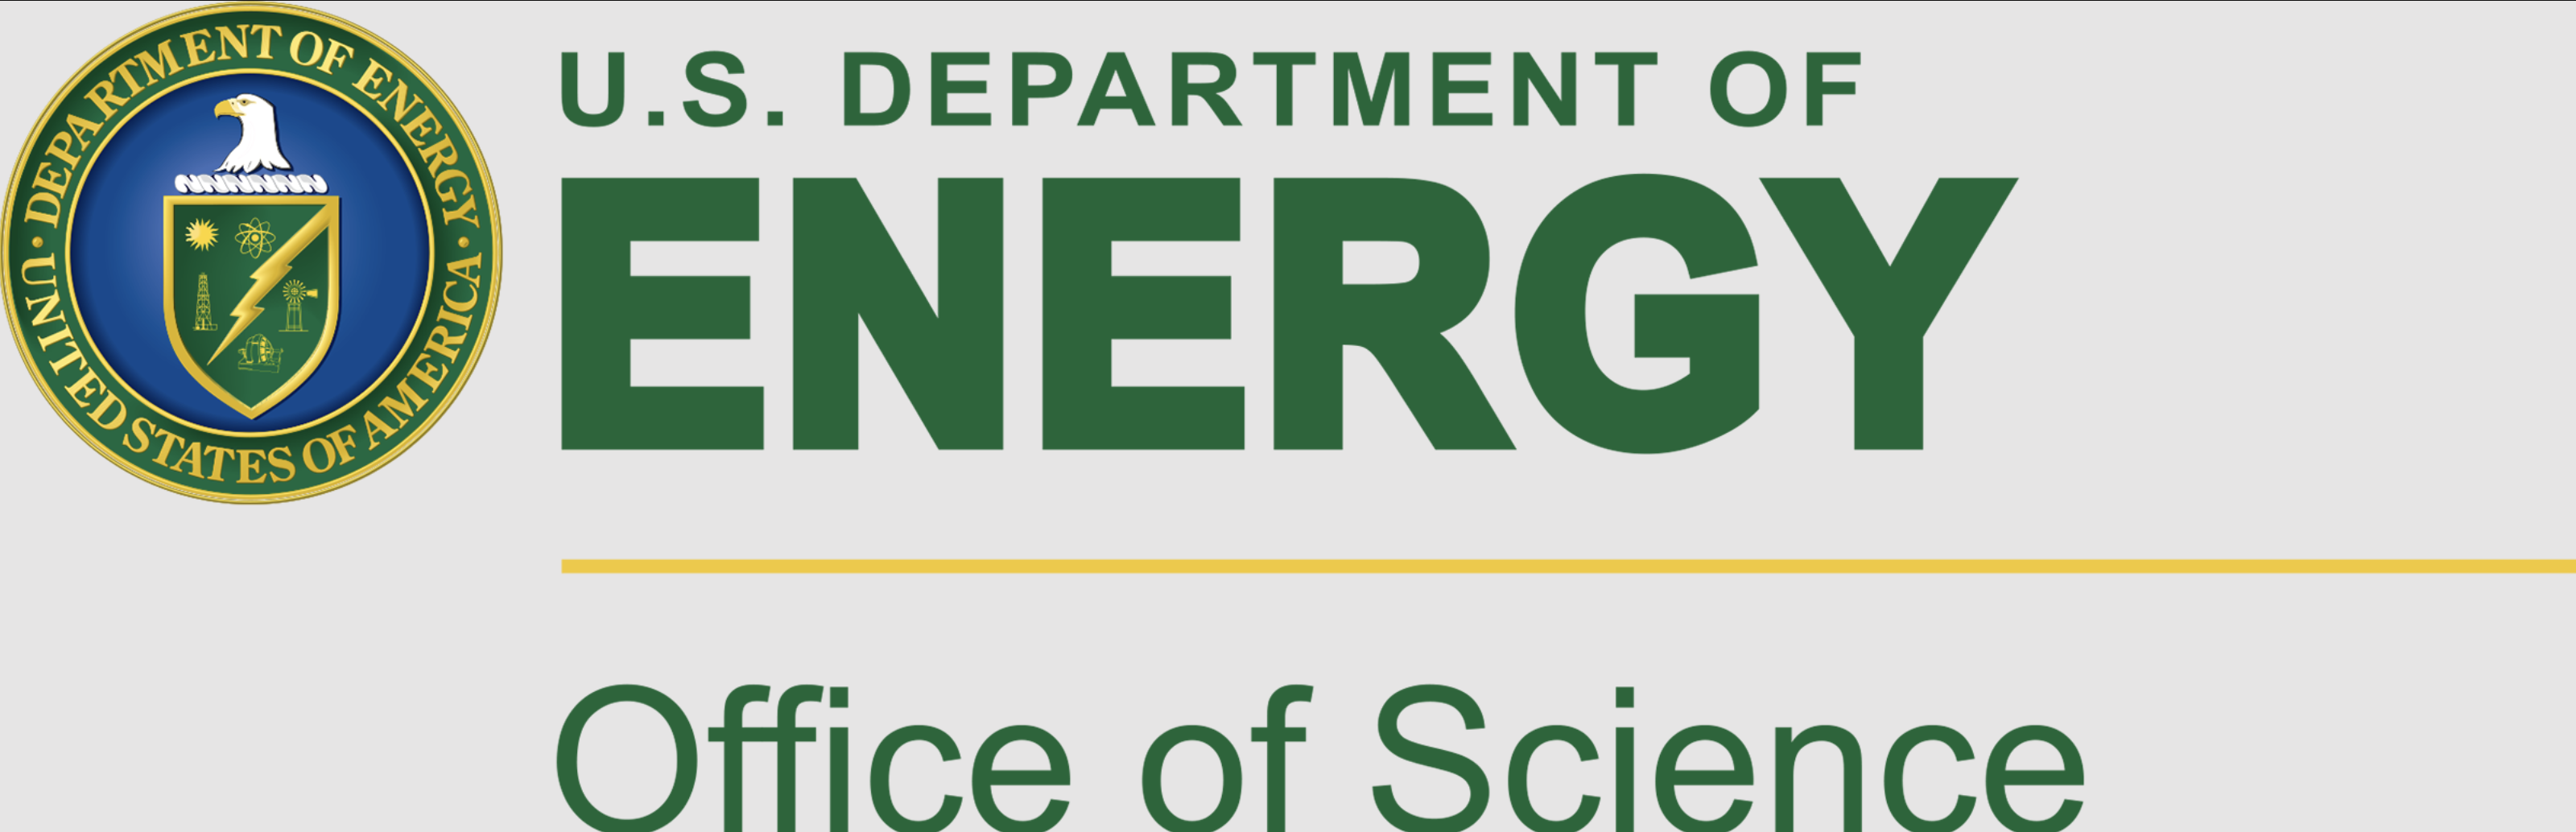 DEPARTMENT OF ENERGY
UNITED STATES OF AMERICA
U.S. DEPARTMENT OF
ENERGY
Office of Science